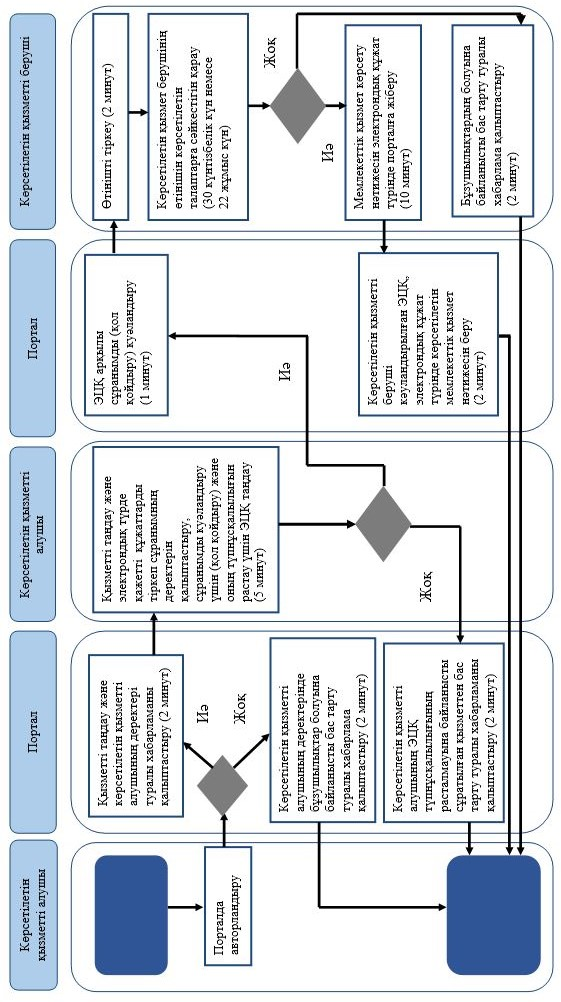 Көрсетілетін
қызметті алушы
Портал
Көрсетілетін қызметті
алушы
Портал
Көрсетілетін қызметті беруші
Порталда
авторландыру
Қызметті таңдау және
көрсетілетін қызметті
алушының деректері
туралы хабарламаны
қалыптастыру (2 минут)
Иә
Жоқ
Көрсетілетін қызметті
алушының деректерінде
бұзушылықтар болуына
байланысты бас тарту
туралы хабарлама
қалыптастыру (2 минут)
Көрсетілетін қызметті
алушының ЭЦҚ
түпнұсқалылығының
расталмауына байланысты
сұратылған қызметтен бас
тарту туралы хабарламаны
қалыптастыру (2 минут)
Қызметті таңдау және
электрондық түрде
қажетті құжаттарды
тіркеп сұранымның
деректерін
қалыптастыру,
сұранымды куәландыру
үшін (қол қойдыру) және
оның түпнұсқалылығын
растау үшін ЭЦҚ таңдау
(5 минут)
Жоқ
Иә
ЭЦҚ арқылы
сұранымды (қол
қойдыру) куәландыру
(1 минут)
Көрсетілетін қызметті
беруші
кәуландырылған ЭЦҚ,
электрондық құжат
түрінде көрсетілетін
мемлекеттік қызмет
нәтижесін беру
(2 минут)
Өтінішті тіркеу (2 минут)
Көрсетілетін қызмет берушінің
өтінішін көрсетілетін
талаптарға сәйкестігін қарау
(30 күнтізбелік күн немесе
22 жұмыс күн)
Жоқ
Иә
Мемлекеттік қызмет көрсету
нәтижесін электрондық құжат
түрінде порталға жіберу
(10 минут)
Бұзушылықтардың болуына
байланысты бас тарту туралы
хабарлама қалыптастыру
(2 минут)